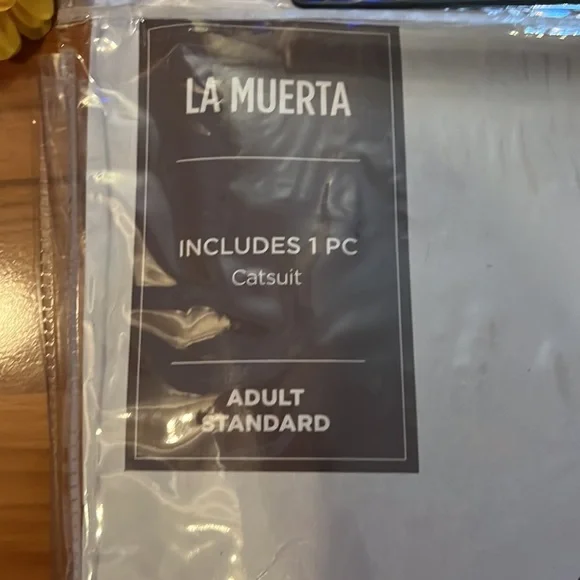 LA MUERTA
INCLUDES 1 PC
Catsuit
ADULT
STANDARD